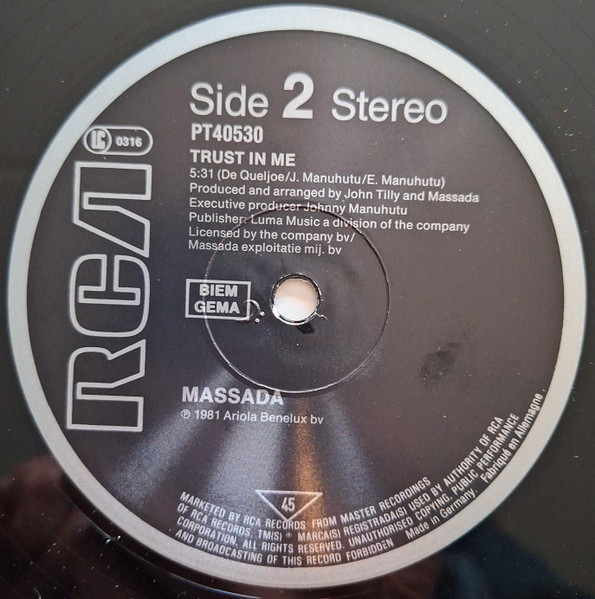 Side 2 Stereo
PT40530
LC 0316
TRUST IN ME
5:31 (De Queljoe/J. Manuhutu/E. Manuhutu)
Produced and arranged by John Tilly and Massada
Executive producer Johnny Manuhutu
Publisher: Luma Music a division of the company
Licensed by the company bv/
Massada exploitatie mij. bv
RCA
BIEM
GEMA
MASSADA
℗ 1981 Ariola Benelux bv
45
MARKETED BY RCA RECORDS FROM MASTER RECORDINGS
OF RCA RECORDS. TM(S) ® MARCA(S) REGISTRADA(S) USED BY AUTHORITY OF RCA
CORPORATION. ALL RIGHTS RESERVED. UNAUTHORISED COPYING, PUBLIC PERFORMANCE
AND BROADCASTING OF THIS RECORD FORBIDDEN
Made in Germany. Fabriqué en Allemagne.